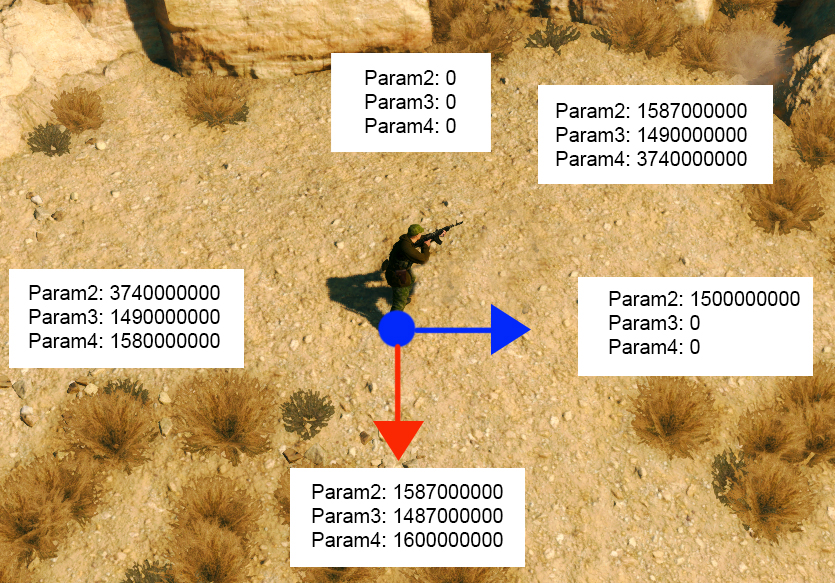 Param2: 0
Param3: 0
Param4: 0
Param2: 1587000000
Param3: 1490000000
Param4: 3740000000
Param2: 3740000000
Param3: 1490000000
Param4: 1580000000
Param2: 1500000000
Param3: 0
Param4: 0
Param2: 1587000000
Param3: 1487000000
Param4: 1600000000